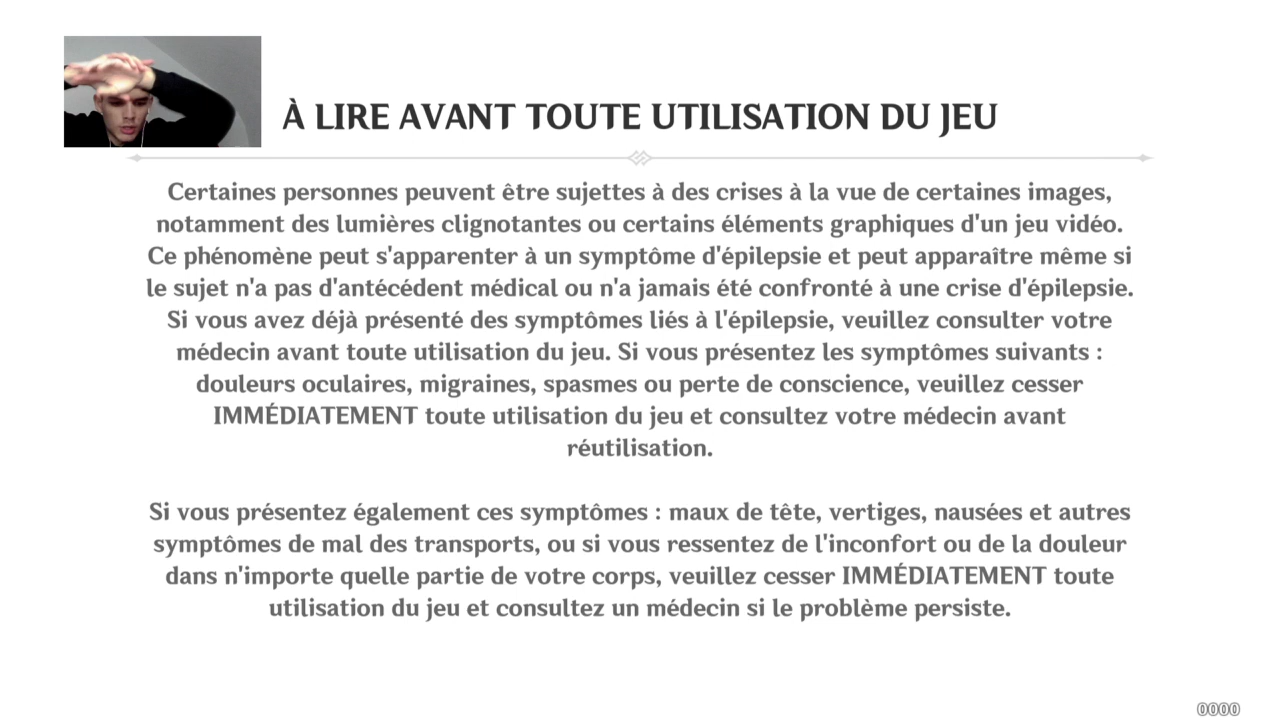 À LIRE AVANT TOUTE UTILISATION DU JEU
Certaines personnes peuvent être sujettes à des crises à la vue de certaines images,
notamment des lumières clignotantes ou certains éléments graphiques d'un jeu vidéo.
Ce phénomène peut s'apparenter à un symptôme d'épilepsie et peut apparaître même si
le sujet n'a pas d'antécédent médical ou n'a jamais été confronté à une crise d'épilepsie.
Si vous avez déjà présenté des symptômes liés à l'épilepsie, veuillez consulter votre
médecin avant toute utilisation du jeu. Si vous présentez les symptômes suivants :
douleurs oculaires, migraines, spasmes ou perte de conscience, veuillez cesser
IMMÉDIATEMENT toute utilisation du jeu et consultez votre médecin avant
réutilisation.
Si vous présentez également ces symptômes : maux de tête, vertiges, nausées et autres
symptômes de mal des transports, ou si vous ressentez de l'inconfort ou de la douleur
dans n'importe quelle partie de votre corps, veuillez cesser IMMÉDIATEMENT toute
utilisation du jeu et consultez un médecin si le problème persiste.
0000